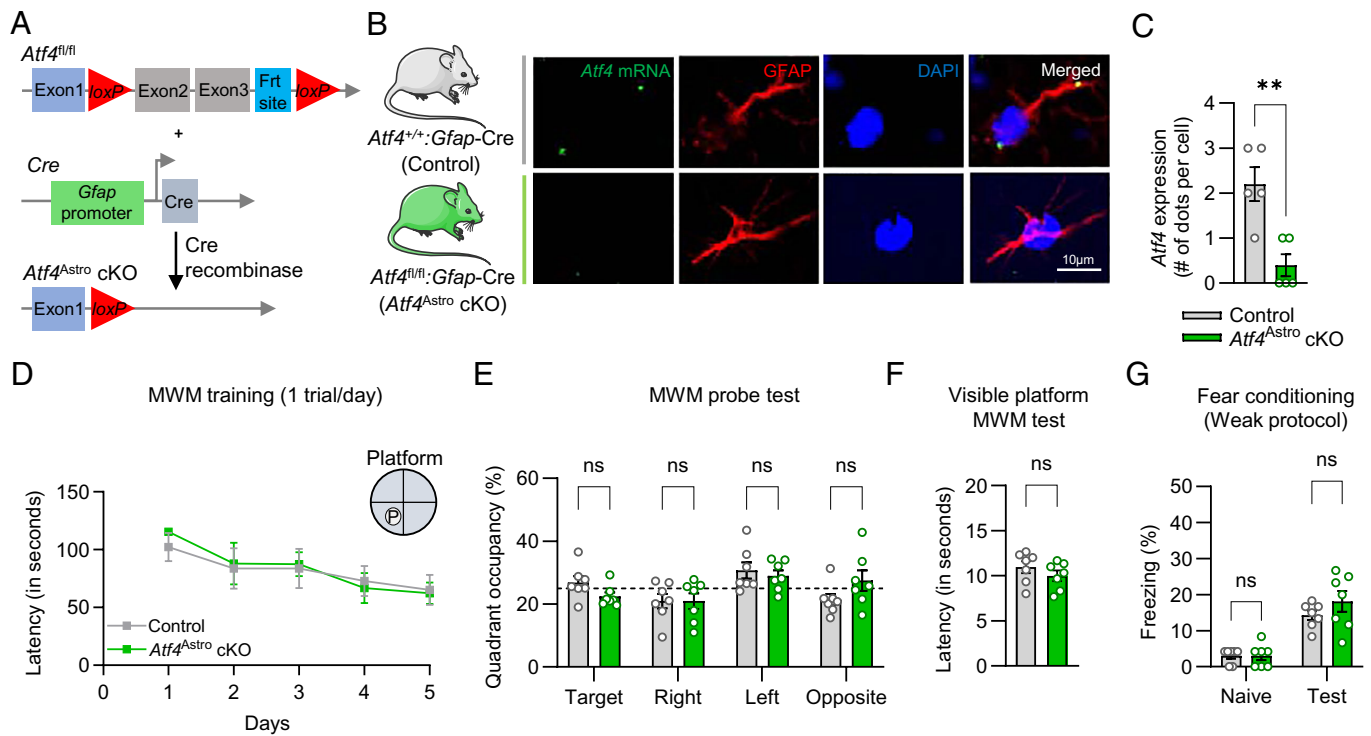 A
Atf4fl/fl
Exon1
loxP
Exon2
Exon3
Frt
site
loxP
+
Cre
Gfap
promoter
Cre
Cre
recombinase
Atf4Astro cKO
Exon1
loxP
B
Atf4+/+:Gfap-Cre
(Control)
Atf4fl/fl:Gfap-Cre
(Atf4Astro cKO)
Atf4 mRNA
GFAP
DAPI
Merged
10µm
C
**
Atf4 expression
(# of dots per cell)
4
3
2
1
0
Control
Atf4Astro cKO
D
MWM training (1 trial/day)
Platform
P
Latency (in seconds)
150
100
50
0
Control
Atf4Astro cKO
0 1 2 3 4 5
Days
E
MWM probe test
Quadrant occupancy (%)
60
40
20
0
ns ns ns ns
Target Right Left Opposite
F
Visible platform
MWM test
ns
Latency (in seconds)
20
15
10
5
0
G
Fear conditioning
(Weak protocol)
ns
ns
Freezing (%)
50
40
30
20
10
0
Naive Test